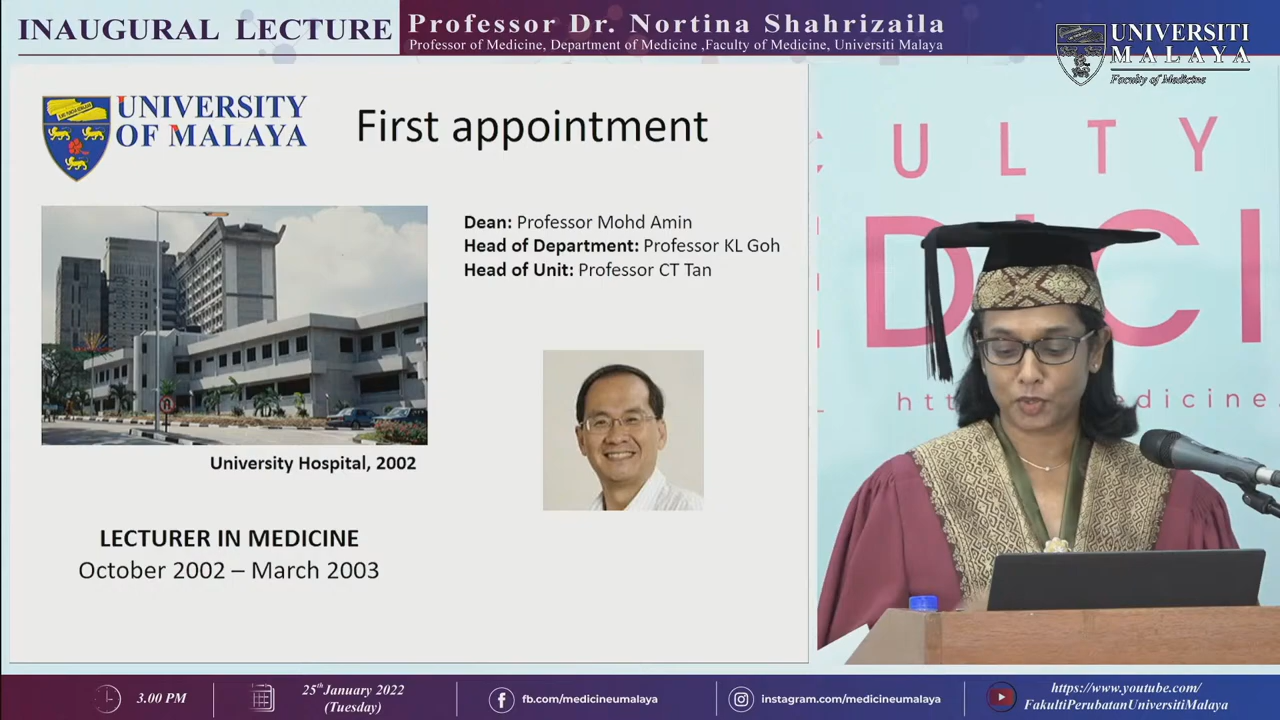 INAUGURAL LECTURE
Professor Dr. Nortina Shahrizaila
Professor of Medicine, Department of Medicine ,Faculty of Medicine, Universiti Malaya
UNIVERSITI
MALAYA
Faculty of Medicine
UNIVERSITY
OF MALAYA
First appointment
Dean: Professor Mohd Amin
Head of Department: Professor KL Goh
Head of Unit: Professor CT Tan
University Hospital, 2002
LECTURER IN MEDICINE
October 2002 – March 2003
ULTY
DICI
htt
edicine.
3.00 PM
25th January 2022
(Tuesday)
fb.com/medicineumalaya
instagram.com/medicineumalaya
https://www.youtube.com/
FakultiPerubatanUniversitiMalaya